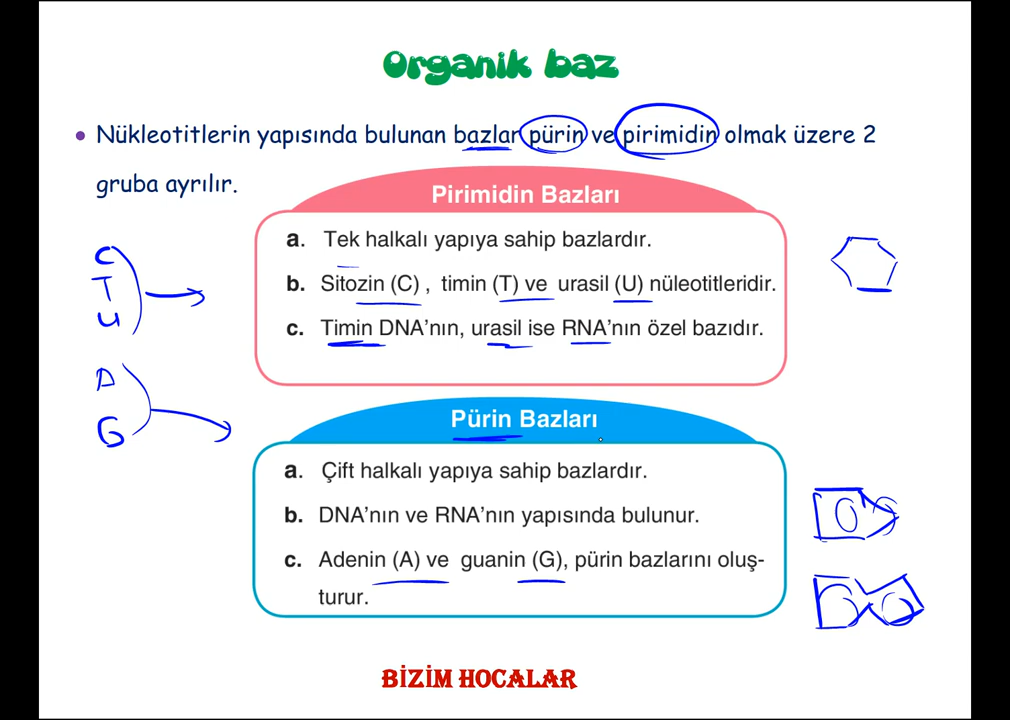 Organik baz
• Nükleotitlerin yapısında bulunan bazlar pürin ve pirimidin olmak üzere 2
gruba ayrılır.
Pirimidin Bazları
a. Tek halkalı yapıya sahip bazlardır.
b. Sitozin (C) , timin (T) ve urasil (U) nüleotitleridir.
c. Timin DNA’nın, urasil ise RNA’nın özel bazıdır.
C
T
U
A
G
Pürin Bazları
a. Çift halkalı yapıya sahip bazlardır.
b. DNA’nın ve RNA’nın yapısında bulunur.
c. Adenin (A) ve guanin (G), pürin bazlarını oluş-
turur.
BİZİM HOCALAR